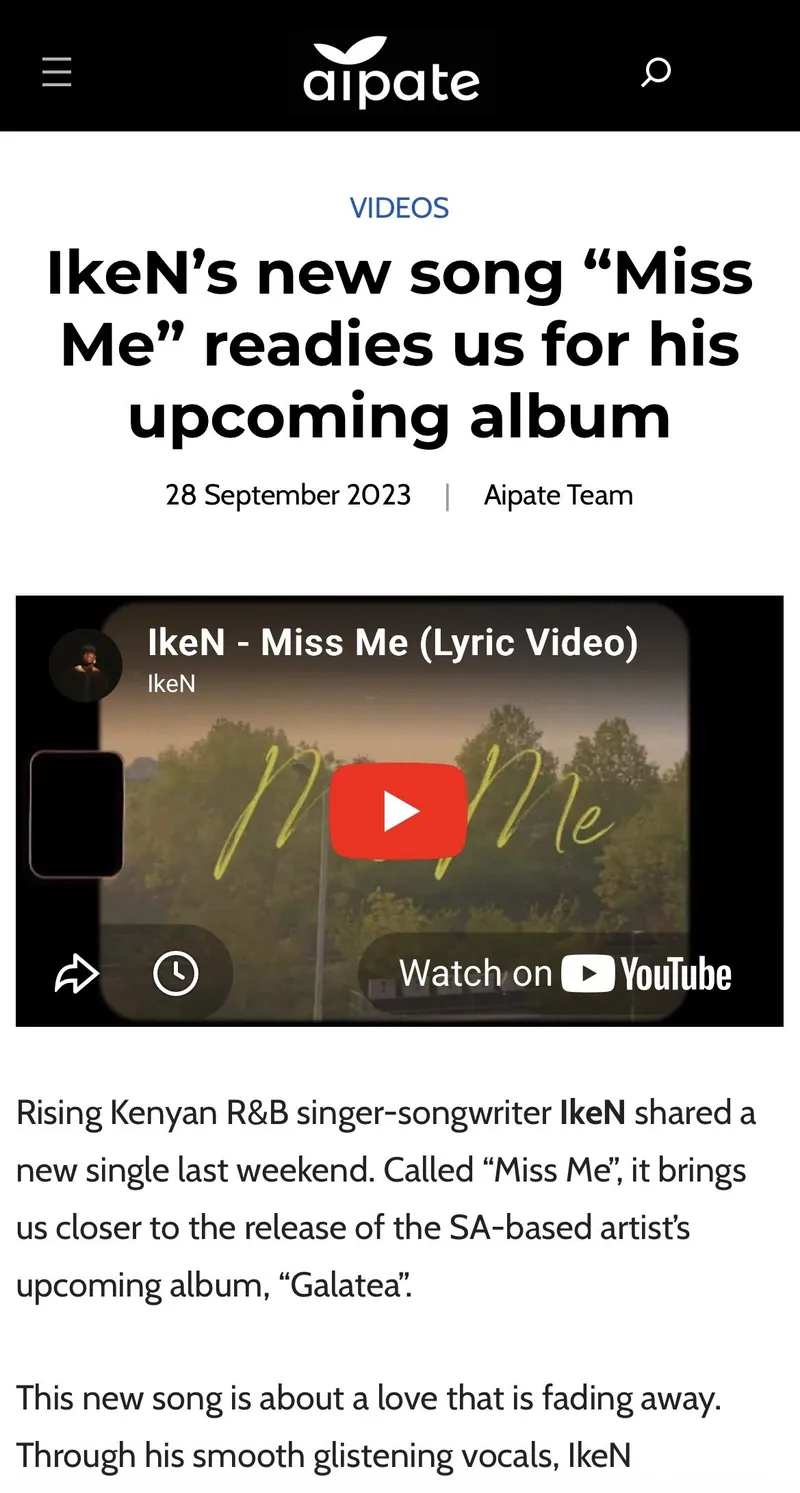 aipate
VIDEOS
IkeN’s new song “Miss
Me” readies us for his
upcoming album
28 September 2023 | Aipate Team
IkeN - Miss Me (Lyric Video)
IkeN
Me
Watch on YouTube
Rising Kenyan R&B singer-songwriter IkeN shared a
new single last weekend. Called “Miss Me”, it brings
us closer to the release of the SA-based artist’s
upcoming album, “Galatea”.
This new song is about a love that is fading away.
Through his smooth glistening vocals, IkeN